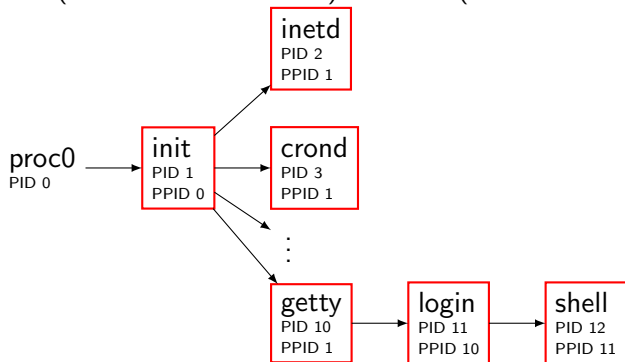 inetd
PID 2
PPID 1
proc0
PID 0
init
PID 1
PPID 0
crond
PID 3
PPID 1
⋮
getty
PID 10
PPID 1
login
PID 11
PPID 10
shell
PID 12
PPID 11